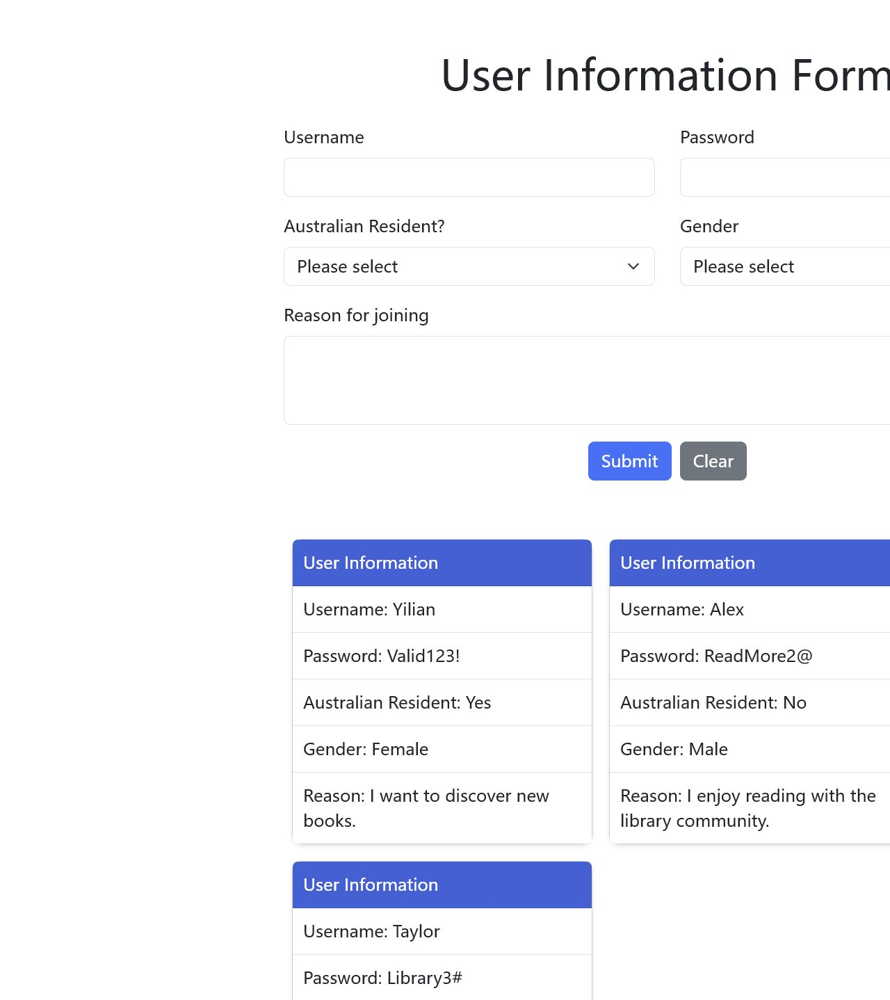 User Information Form
Username
Password
Australian Resident?
Gender
Please select
Please select
Reason for joining
Submit
Clear
User Information
Username: Yilian
Password: Valid123!
Australian Resident: Yes
Gender: Female
Reason: I want to discover new
books.
User Information
Username: Alex
Password: ReadMore2@
Australian Resident: No
Gender: Male
Reason: I enjoy reading with the
library community.
User Information
Username: Taylor
Password: Library3#